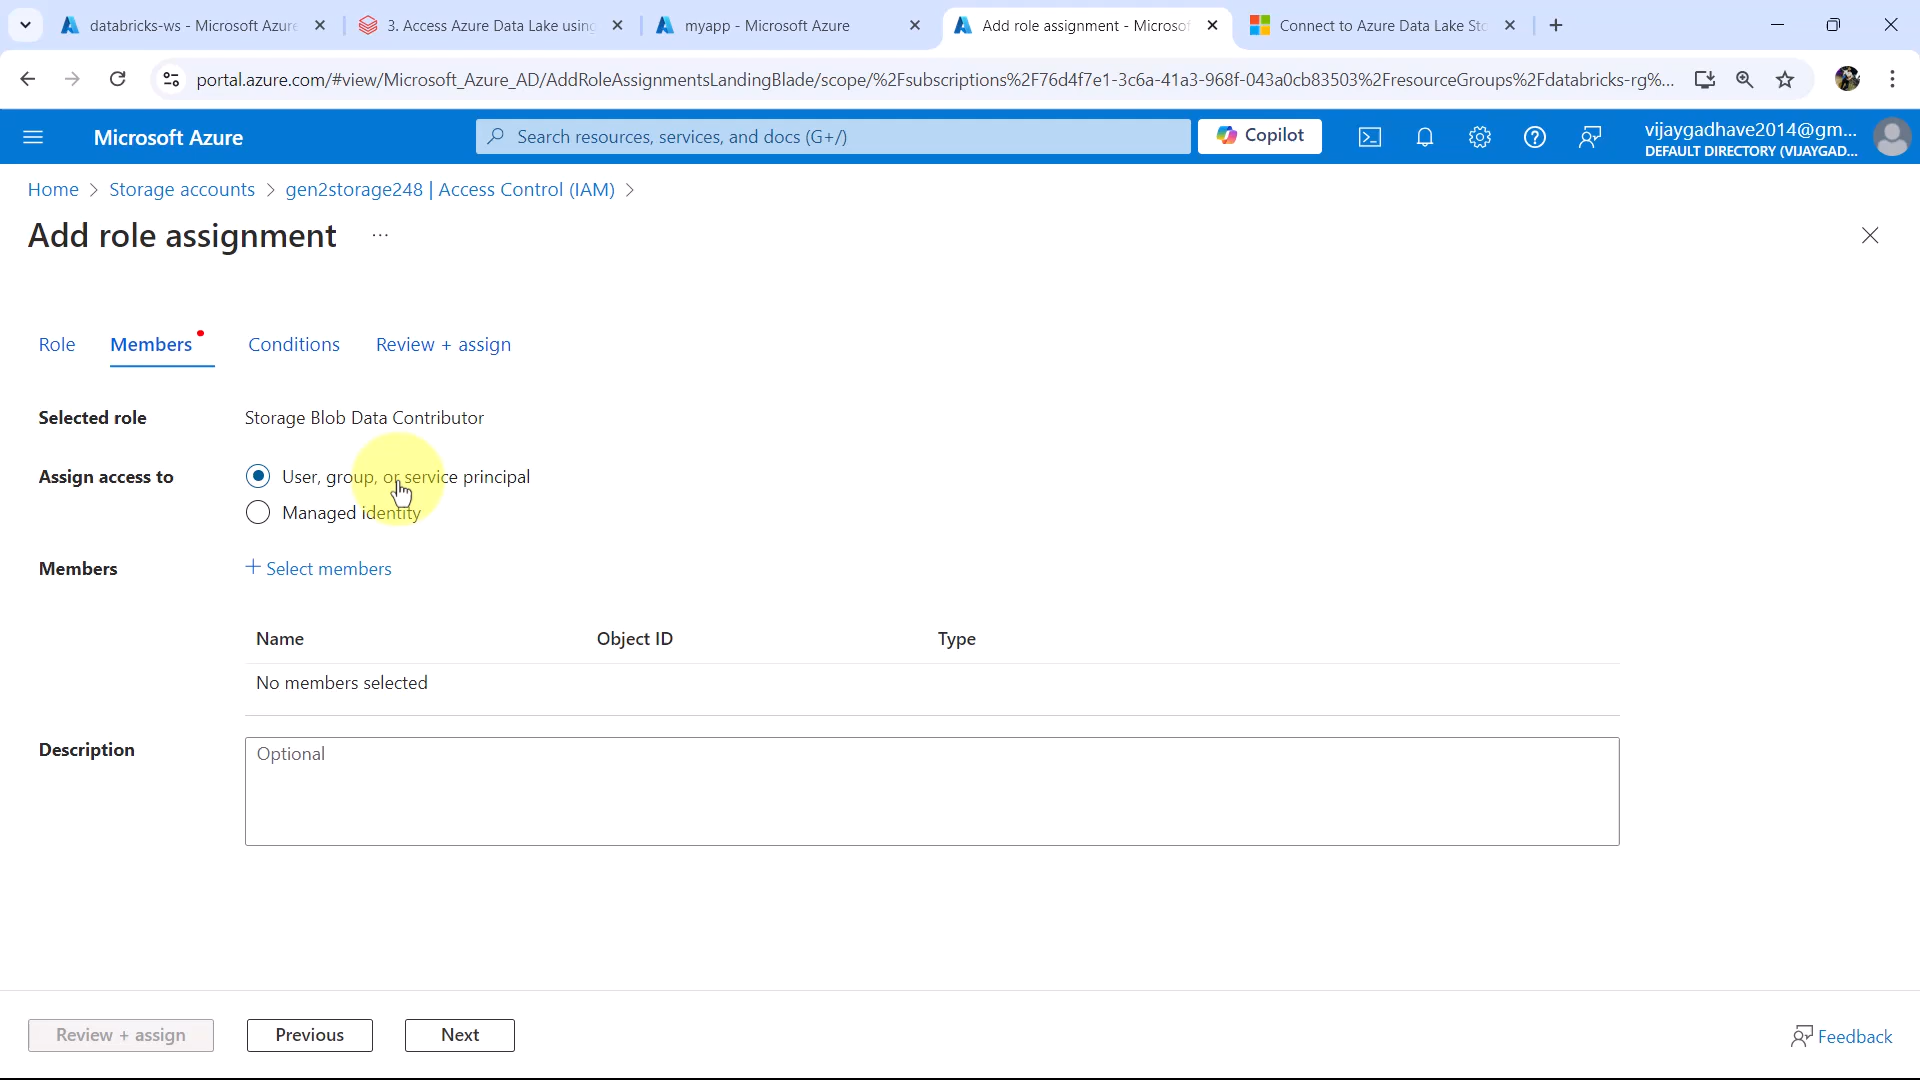 databricks-ws - Microsoft Azure
3. Access Azure Data Lake using
myapp - Microsoft Azure
Add role assignment - Microsof
Connect to Azure Data Lake Sto
portal.azure.com/#view/Microsoft_Azure_AD/AddRoleAssignmentsLandingBlade/scope/%2Fsubscriptions%2F76d4f7e1-3c6a-41a3-968f-043a0cb83503%2FresourceGroups%2Fdatabricks-rg%...
Microsoft Azure
Search resources, services, and docs (G+/)
Copilot
vijaygadhave2014@gm...
DEFAULT DIRECTORY (VIJAYGAD...
Home > Storage accounts > gen2storage248 | Access Control (IAM) >
Add role assignment ...
Role Members Conditions Review + assign
Selected role Storage Blob Data Contributor
Assign access to User, group, or service principal
Managed identity
Members + Select members
Name Object ID Type
No members selected
Description Optional
Review + assign Previous Next Feedback